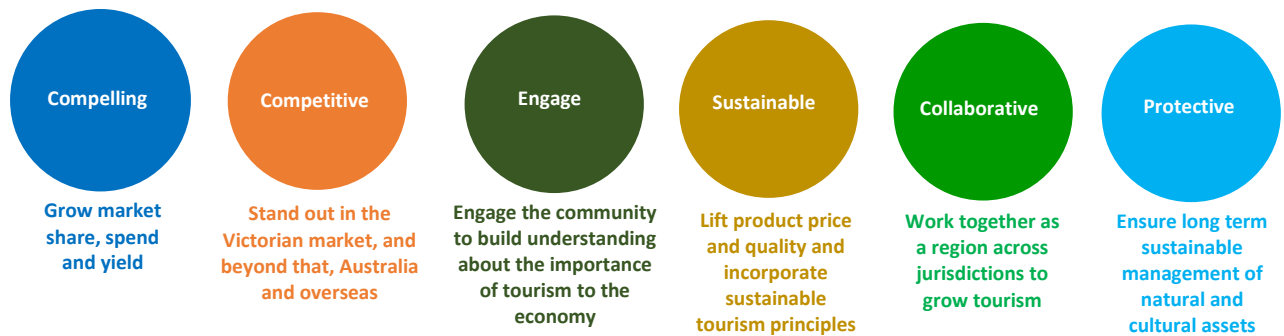 Compelling
Competitive
Engage
Sustainable
Collaborative
Protective
Grow market
share, spend
and yield
Stand out in the
Victorian market, and
beyond that, Australia
and overseas
Engage the community
to build understanding
about the importance
of tourism to the
economy
Lift product price
and quality and
incorporate
sustainable
tourism principles
Work together as
a region across
jurisdictions to
grow tourism
Ensure long term
sustainable
management of
natural and
cultural assets